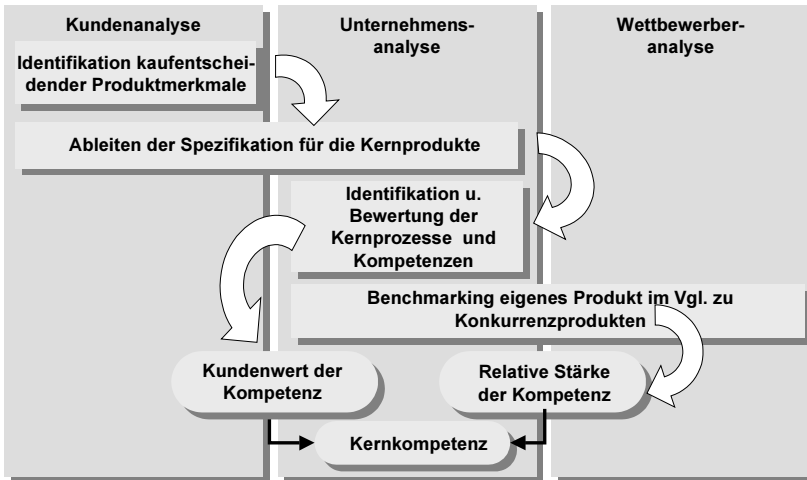 Kundenanalyse
Unternehmens-
analyse
Wettbewerber-
analyse
Identifikation kaufentschei-
dender Produktmerkmale
Ableiten der Spezifikation für die Kernprodukte
Identifikation u.
Bewertung der
Kernprozesse und
Kompetenzen
Benchmarking eigenes Produkt im Vgl. zu
Konkurrenzprodukten
Kundenwert der
Kompetenz
Relative Stärke
der Kompetenz
Kernkompetenz